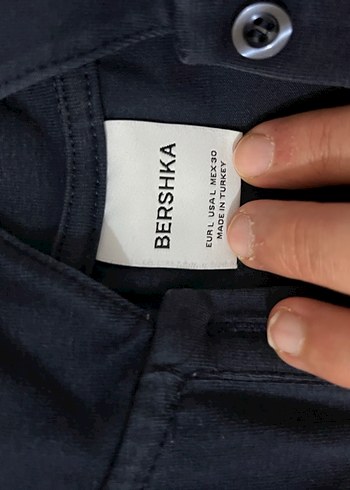 BERSHKA
EUR L USA L MEX 30
MADE IN TURKEY